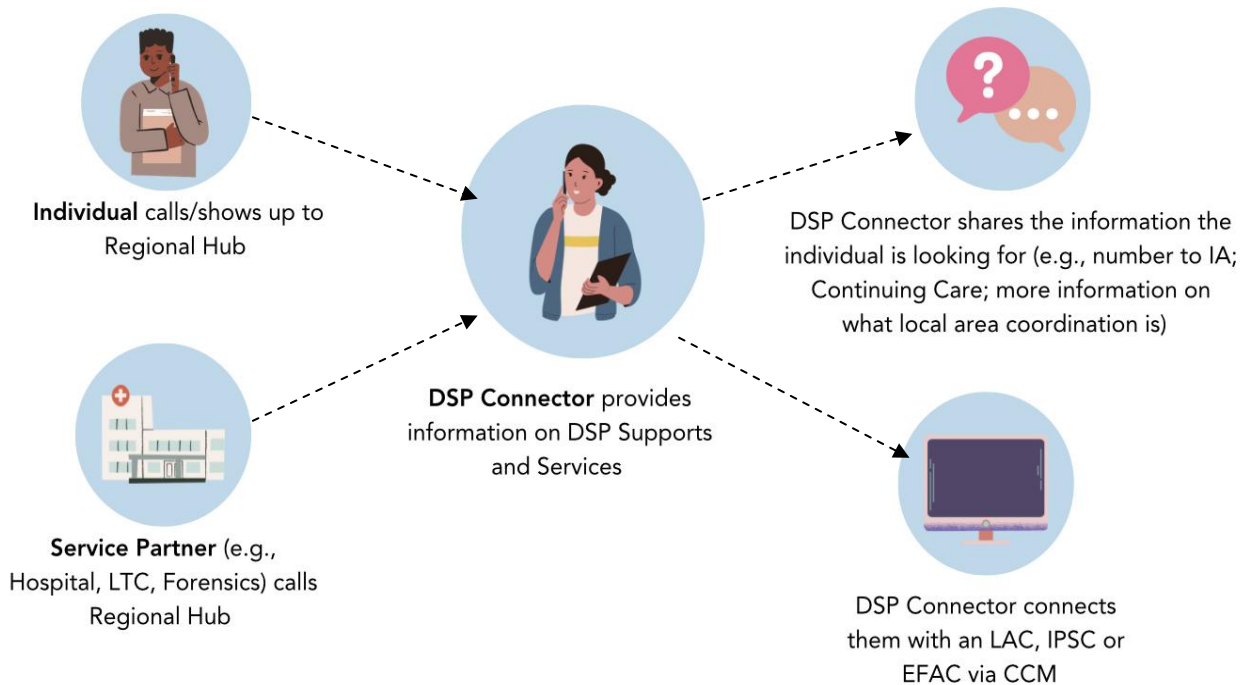 Individual calls/shows up to
Regional Hub
Service Partner (e.g.,
Hospital, LTC, Forensics) calls
Regional Hub
DSP Connector provides
information on DSP Supports
and Services
?
DSP Connector shares the information the
individual is looking for (e.g., number to IA;
Continuing Care; more information on
what local area coordination is)
DSP Connector connects
them with an LAC, IPSC or
EFAC via CCM